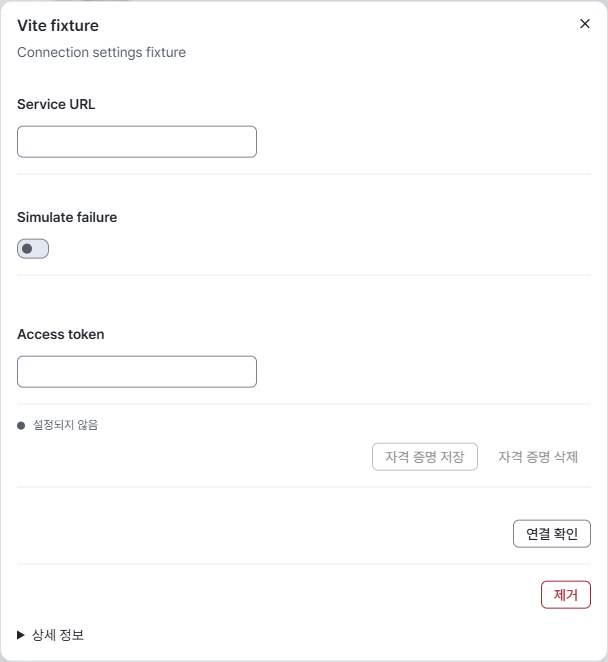 Vite fixture
Connection settings fixture
Service URL
Simulate failure
Access token
설정되지 않음
자격 증명 저장
자격 증명 삭제
연결 확인
제거
상세 정보